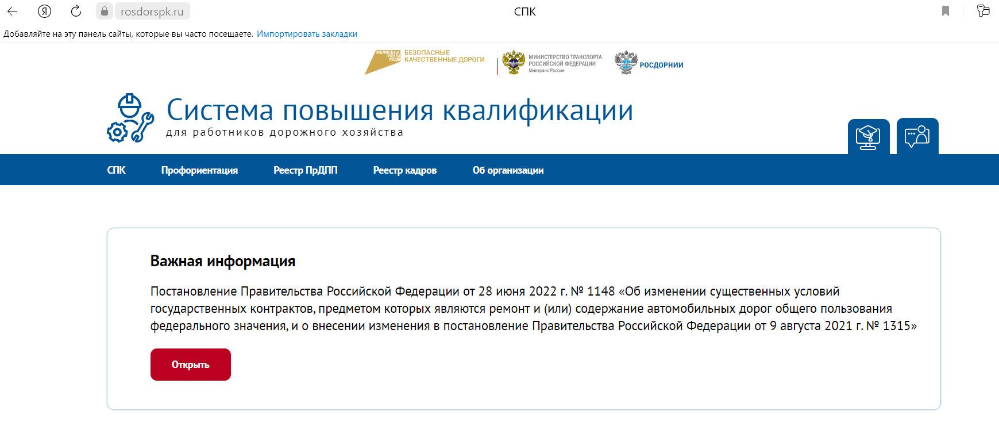 Я rosdorspk.ru СПК
Добавляйте на эту панель сайты, которые вы часто посещаете. Импортировать закладки
НАЦИОНАЛЬНЫЕ
ПРОЕКТЫ
РОССИИ
БЕЗОПАСНЫЕ
КАЧЕСТВЕННЫЕ ДОРОГИ
МИНИСТЕРСТВО ТРАНСПОРТА
РОССИЙСКОЙ ФЕДЕРАЦИИ
Минтранс России
РОСДОРНИИ
Система повышения квалификации
для работников дорожного хозяйства
СПК Профориентация Реестр ПрДПП Реестр кадров Об организации
Важная информация
Постановление Правительства Российской Федерации от 28 июня 2022 г. № 1148 «Об изменении существенных условий
государственных контрактов, предметом которых являются ремонт и (или) содержание автомобильных дорог общего пользования
федерального значения, и о внесении изменения в постановление Правительства Российской Федерации от 9 августа 2021 г. № 1315»
Открыть